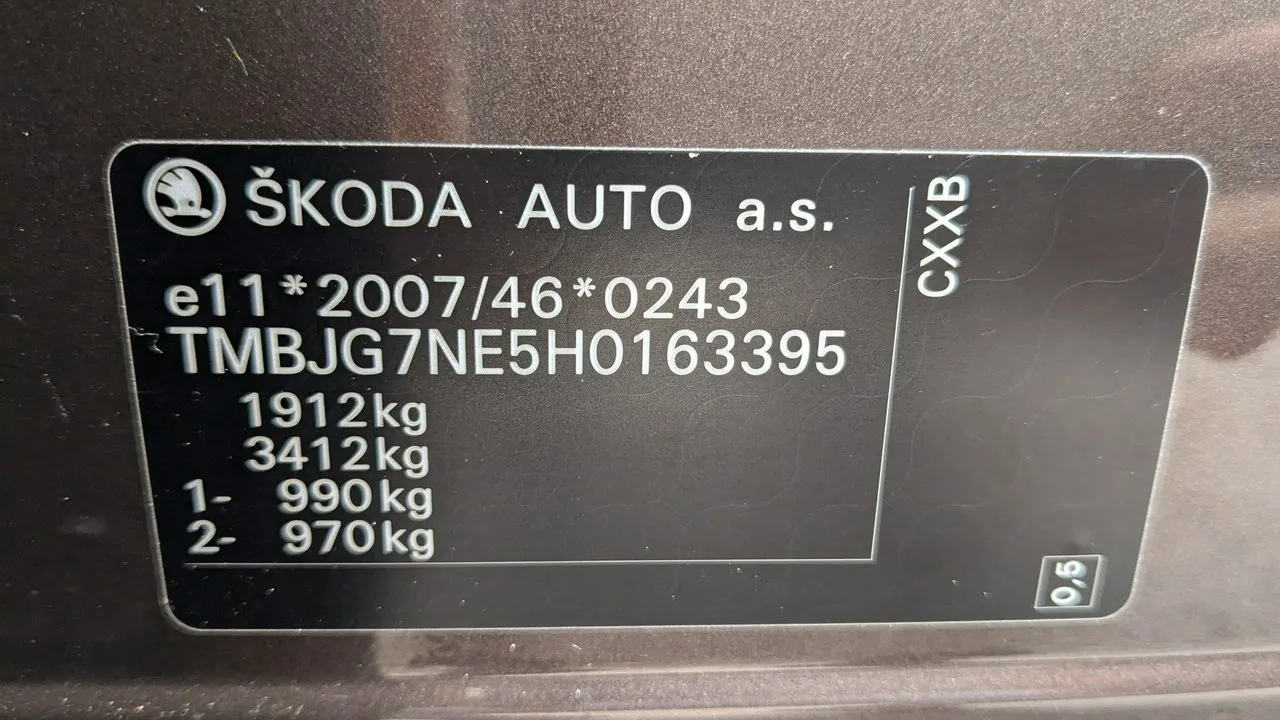 ŠKODA AUTO a.s.
e11*2007/46*0243
TMBJG7NE5H0163395
1912kg
3412kg
1- 990kg
2- 970kg
CXXB
0,5